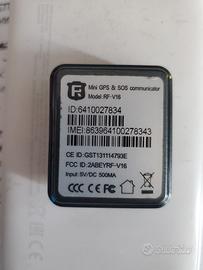 Mini GPS & SOS communicator
Model: RF-V16
ID:6410027834
IMEI:863964100278343
CE ID:GST131114793E
FCC ID:2ABEYRF-V16
Input:5V/DC 500MA
subito